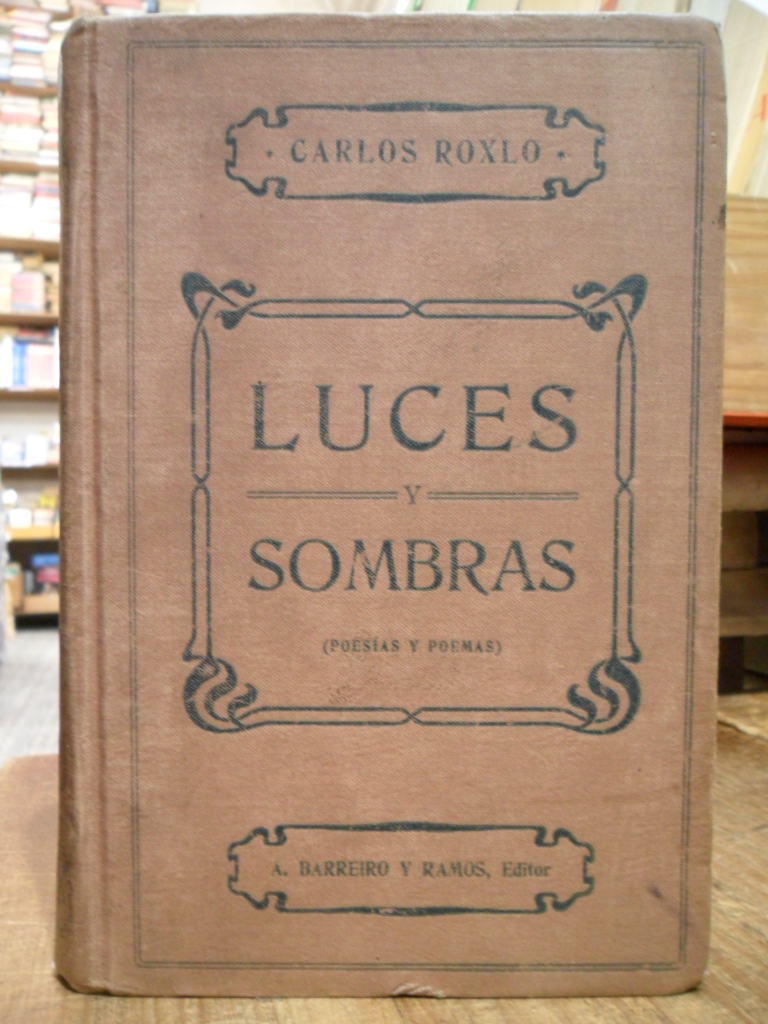 · CARLOS ROXLO ·
LUCES
Y
SOMBRAS
(POESÍAS Y POEMAS)
A. BARREIRO Y RAMOS, Editor